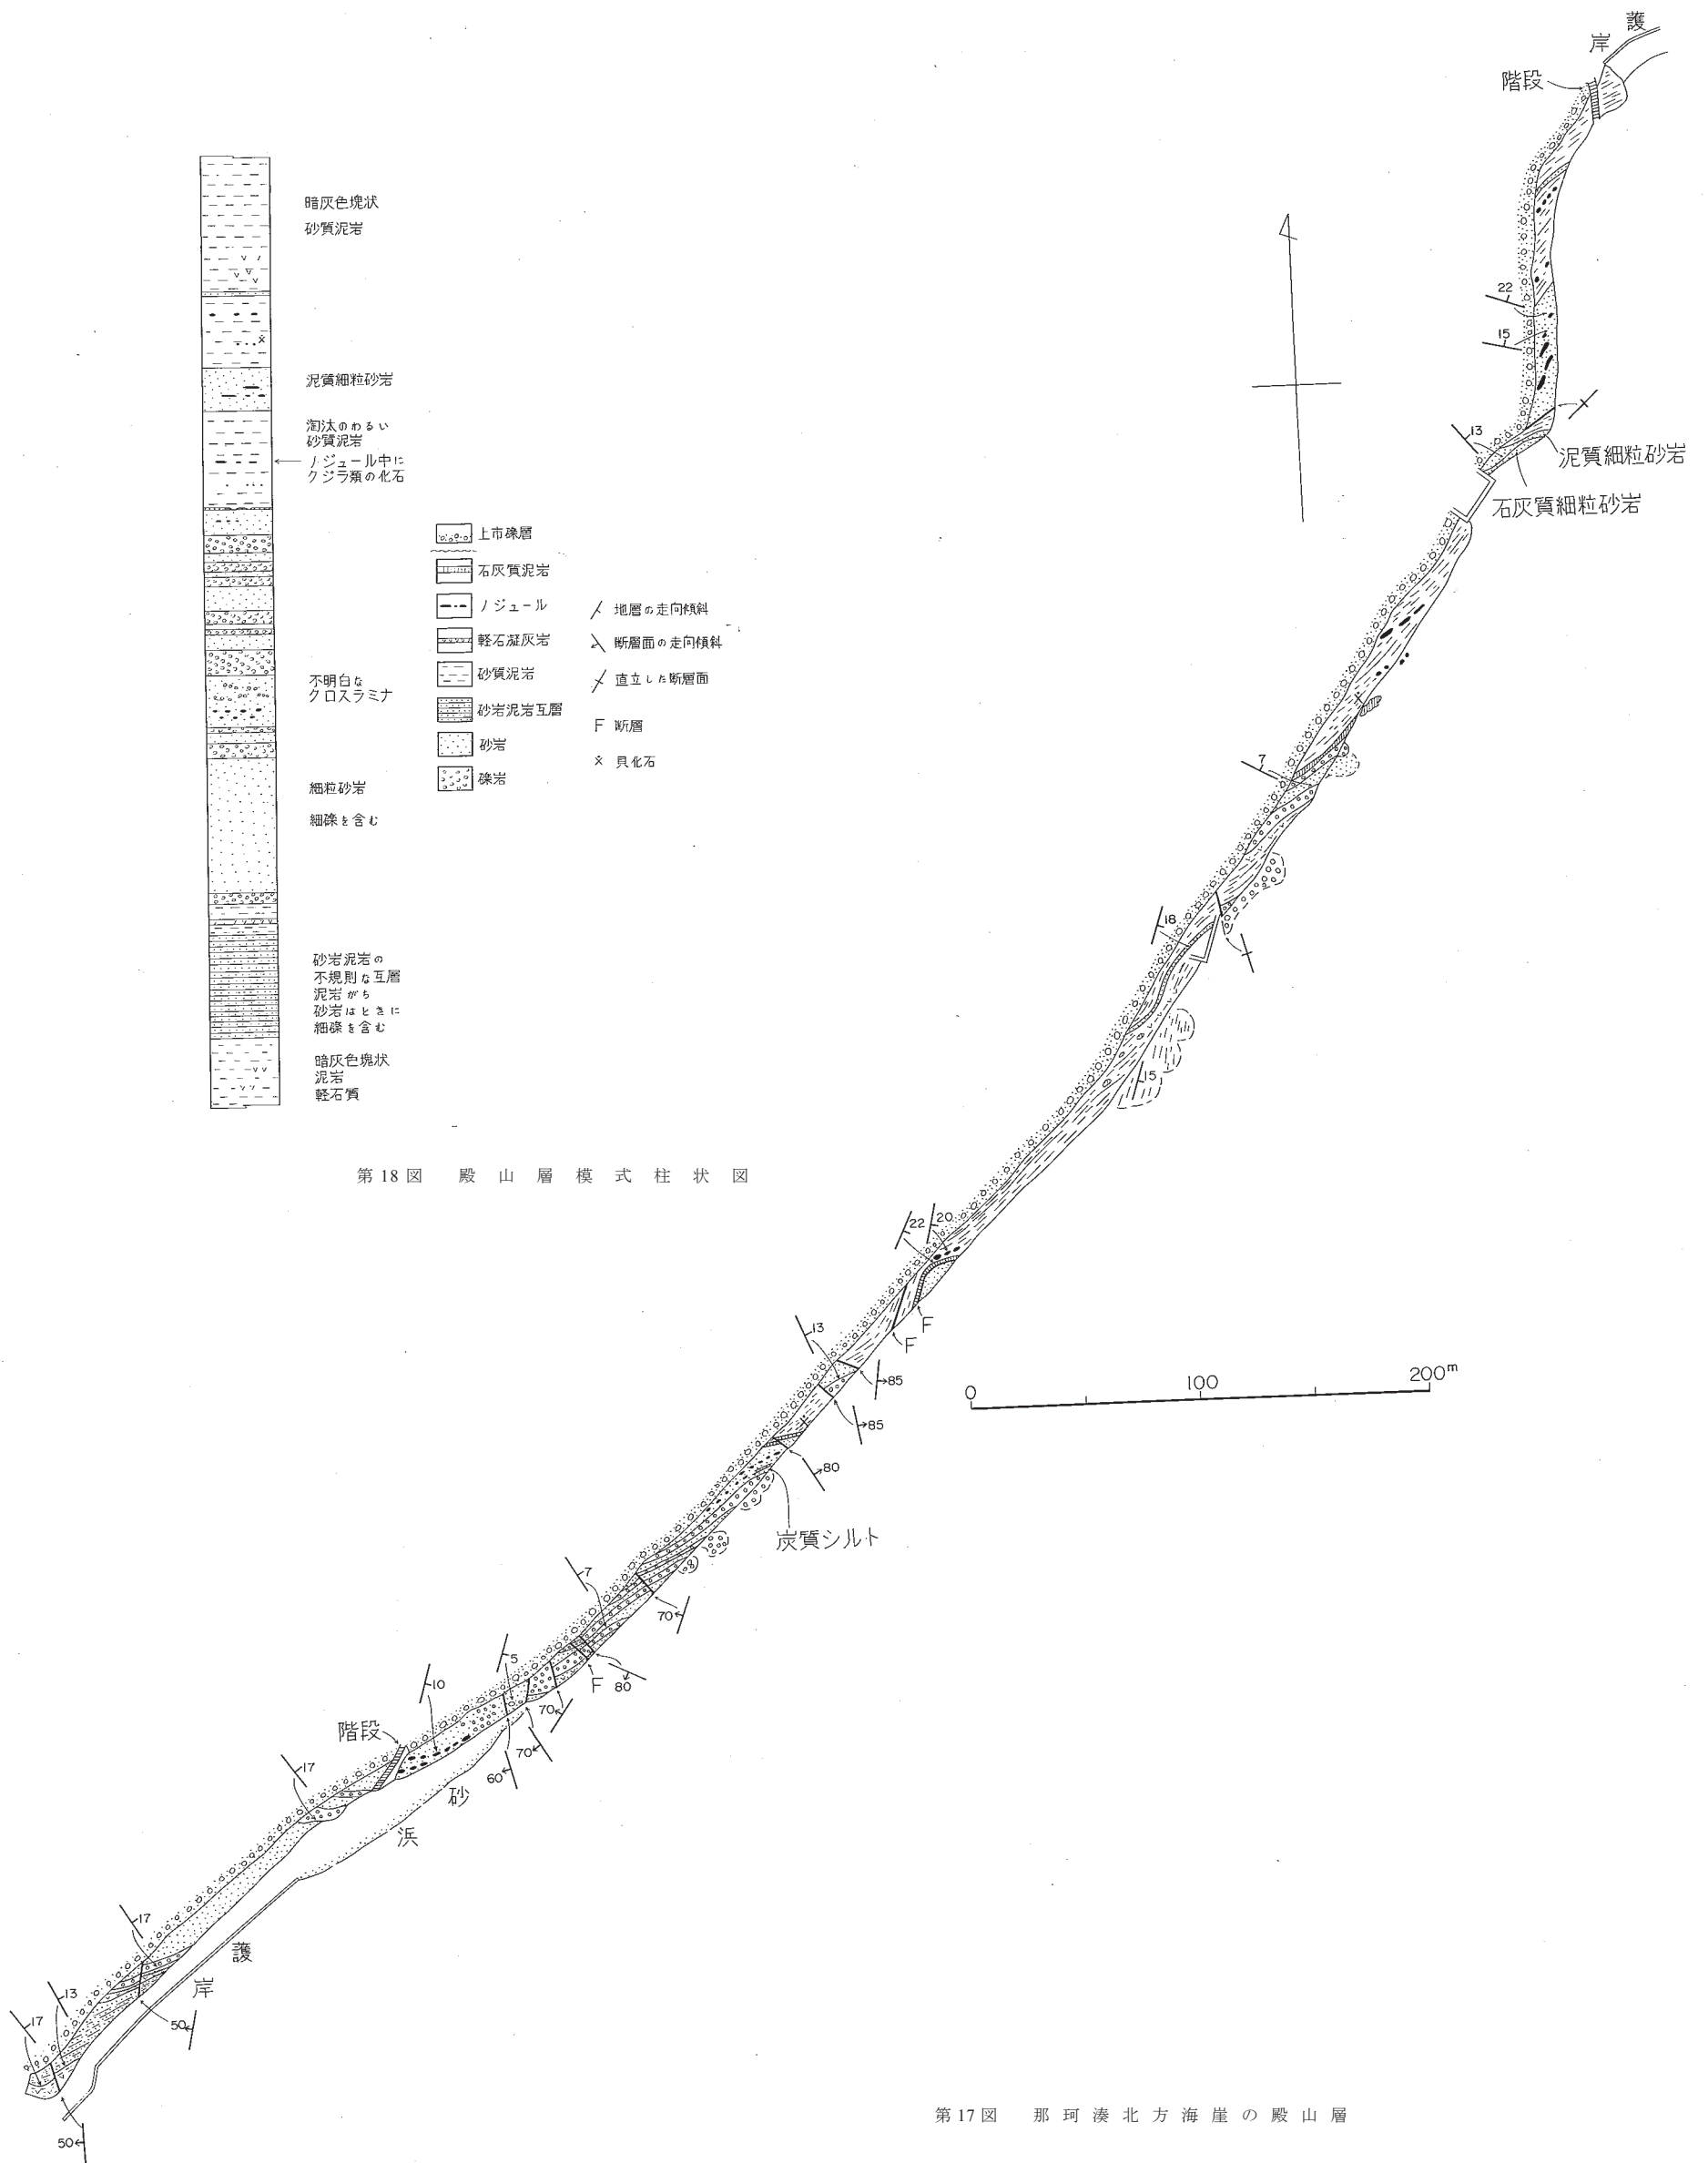 暗灰色塊状
砂質泥岩
泥質細粒砂岩
淘汰のわるい
砂質泥岩
ノジュール中に
クジラ類の化石
不明白な
クロスラミナ
細粒砂岩
細礫を含む
砂岩泥岩の
不規則な互層
泥岩がち
砂岩はときに
細礫を含む
暗灰色塊状
泥岩
軽石質
上市礫層
石灰質泥岩
ノジュール
軽石凝灰岩
砂質泥岩
砂岩泥岩互層
砂岩
礫岩
地層の走向傾斜
断層面の走向傾斜
直立した断層面
F 断層
貝化石
第18図 殿山層模式柱状図
護
岸
階段
22
15
13
泥質細粒砂岩
石灰質細粒砂岩
7
18
15
22
20
F
F
13
85
85
80
炭質シルト
7
70
F
80
5
10
70
70
60
階段
17
砂
浜
17
護
岸
13
17
50
50
0
100
200m
第17図 那珂湊北方海崖の殿山層